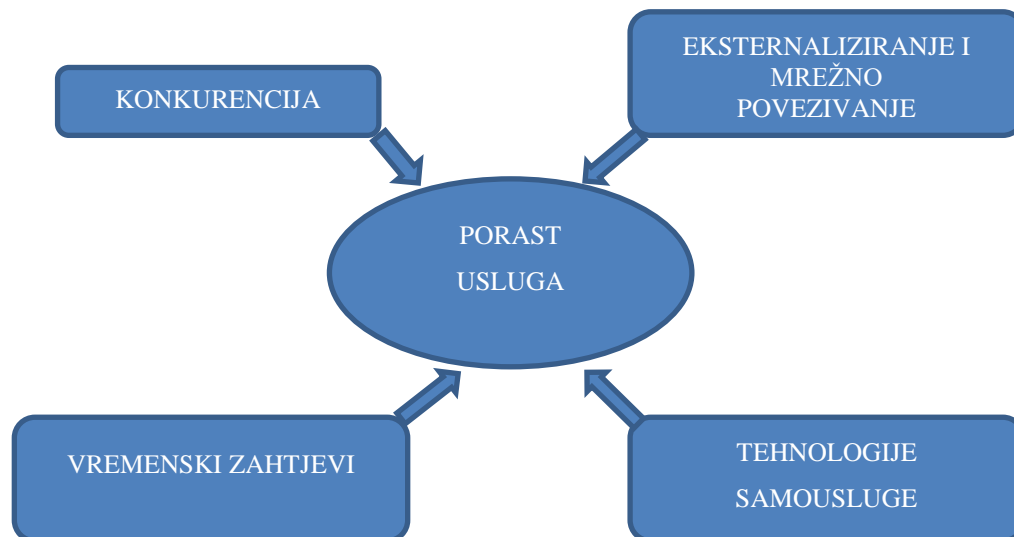 EKSTERNALIZIRANJE I
MREŽNO
POVEZIVANJE
KONKURENCIJA
PORAST
USLUGA
VREMENSKI ZAHTJEVI
TEHNOLOGIJE
SAMOUSLUGE